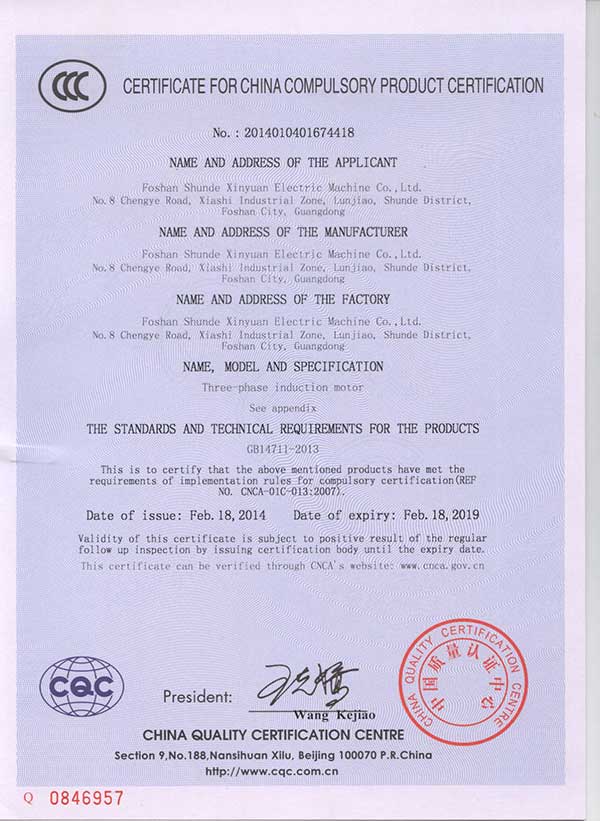 CCC
CERTIFICATE FOR CHINA COMPULSORY PRODUCT CERTIFICATION
No. : 2014010401674418
NAME AND ADDRESS OF THE APPLICANT
Foshan Shunde Xinyuan Electric Machine Co., Ltd.
No. 8 Chengye Road, Xiashi Industrial Zone, Lunjiao, Shunde District,
Foshan City, Guangdong
NAME AND ADDRESS OF THE MANUFACTURER
Foshan Shunde Xinyuan Electric Machine Co., Ltd.
No. 8 Chengye Road, Xiashi Industrial Zone, Lunjiao, Shunde District,
Foshan City, Guangdong
NAME AND ADDRESS OF THE FACTORY
Foshan Shunde Xinyuan Electric Machine Co., Ltd.
No. 8 Chengye Road, Xiashi Industrial Zone, Lunjiao, Shunde District,
Foshan City, Guangdong
NAME, MODEL AND SPECIFICATION
Three-phase induction motor
See appendix
THE STANDARDS AND TECHNICAL REQUIREMENTS FOR THE PRODUCTS
GB14711-2013
This is to certify that the above mentioned products have met the
requirements of implementation rules for compulsory certification(REF
NO. CNCA-01C-013:2007).
Date of issue: Feb. 18, 2014 Date of expiry: Feb. 18, 2019
Validity of this certificate is subject to positive result of the regular
follow up inspection by issuing certification body until the expiry date.
This certificate can be verified through CNCA's website: www.cnca.gov.cn
CHINA QUALITY CERTIFICATION CENTRE
中国质量认证中心
CQC
President:
Wang Kejiao
CHINA QUALITY CERTIFICATION CENTRE
Section 9,No.188,Nansihuan Xilu, Beijing 100070 P.R.China
http://www.cqc.com.cn
Q 0846957